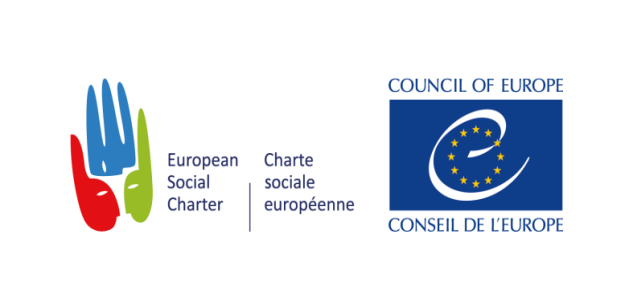 European
Social
Charter
Charte
sociale
européenne
COUNCIL OF EUROPE
CONSEIL DE L'EUROPE